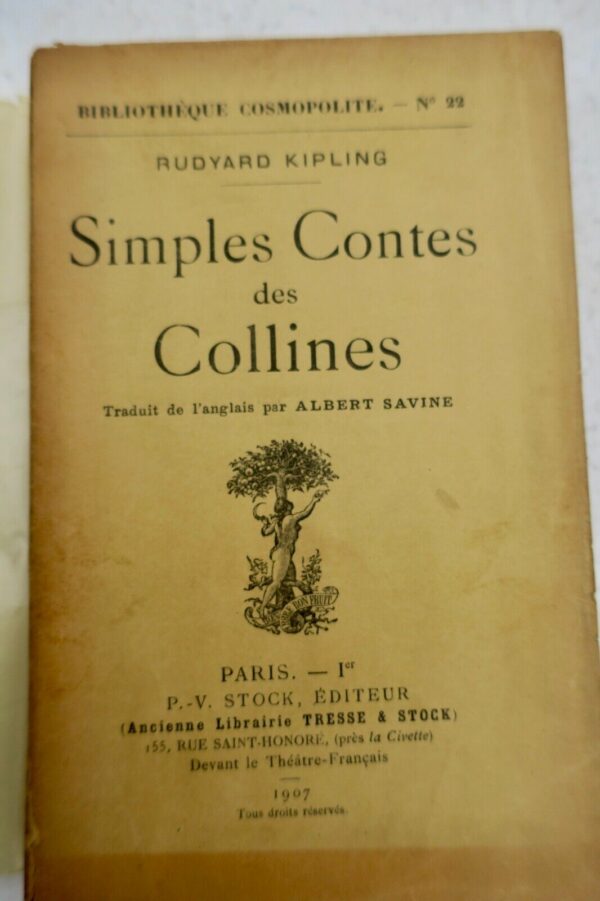 BIBLIOTHÈQUE COSMOPOLITE. — Nº 22
RUDYARD KIPLING
Simples Contes
des
Collines
Traduit de l'anglais par ALBERT SAVINE
BON FRUIT
PARIS. — Ier
P.-V. STOCK, ÉDITEUR
(Ancienne Librairie TRESSE & STOCK)
155, RUE SAINT-HONORÉ, (près la Civette)
Devant le Théâtre-Français
1907
Tous droits réservés.